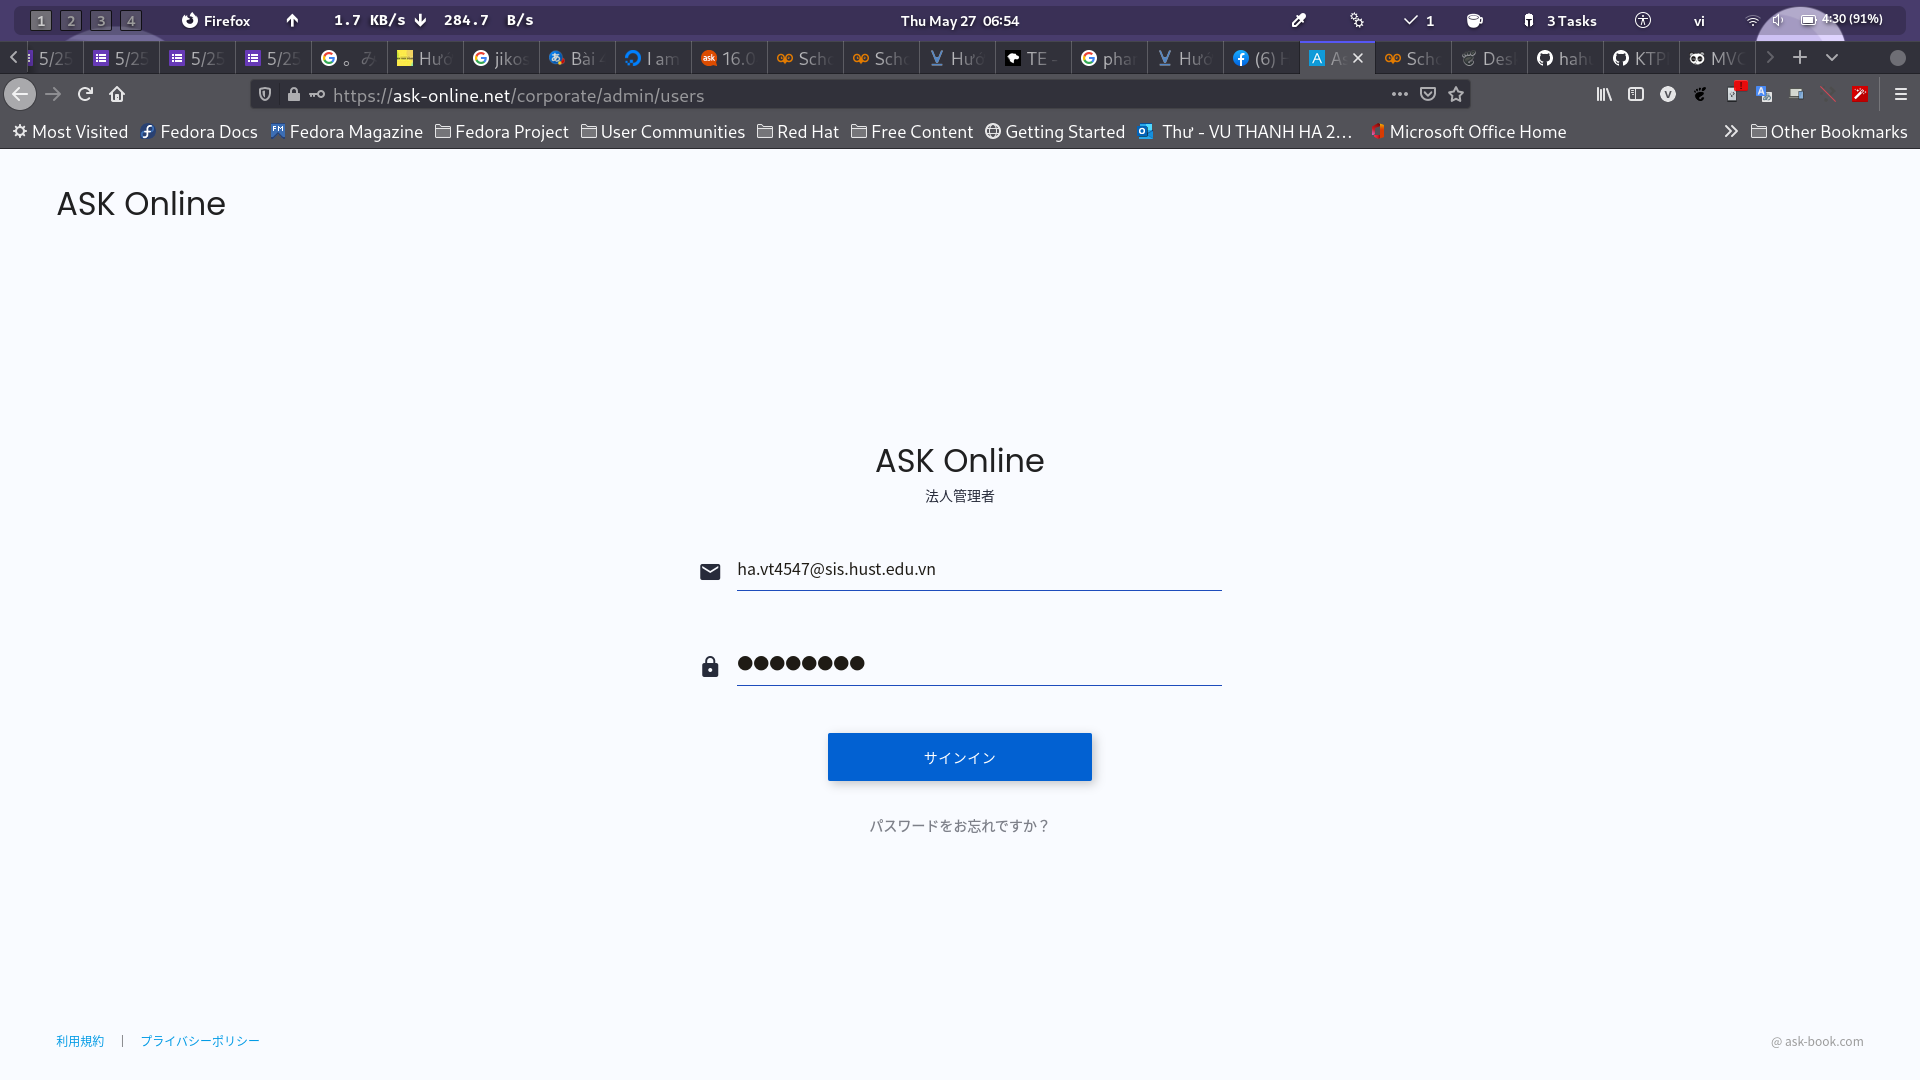 1 2 3 4 Firefox 1.7 KB/s 284.7 B/s Thu May 27 06:54 1 3 Tasks vi 4:30 (91%)
5/25 5/25 5/25 5/25 。み Hướ jikos Bài I am 16.0 Sch Sch Hướ TE - pha Hướ (6) Sch Des hah KTP MVC
https://ask-online.net/corporate/admin/users
Most Visited Fedora Docs Fedora Magazine Fedora Project User Communities Red Hat Free Content Getting Started Thư - VU THANH HA 2... Microsoft Office Home Other Bookmarks
ASK Online
ASK Online
法人管理者
ha.vt4547@sis.hust.edu.vn
サインイン
パスワードをお忘れですか？
利用規約 | プライバシーポリシー @ ask-book.com